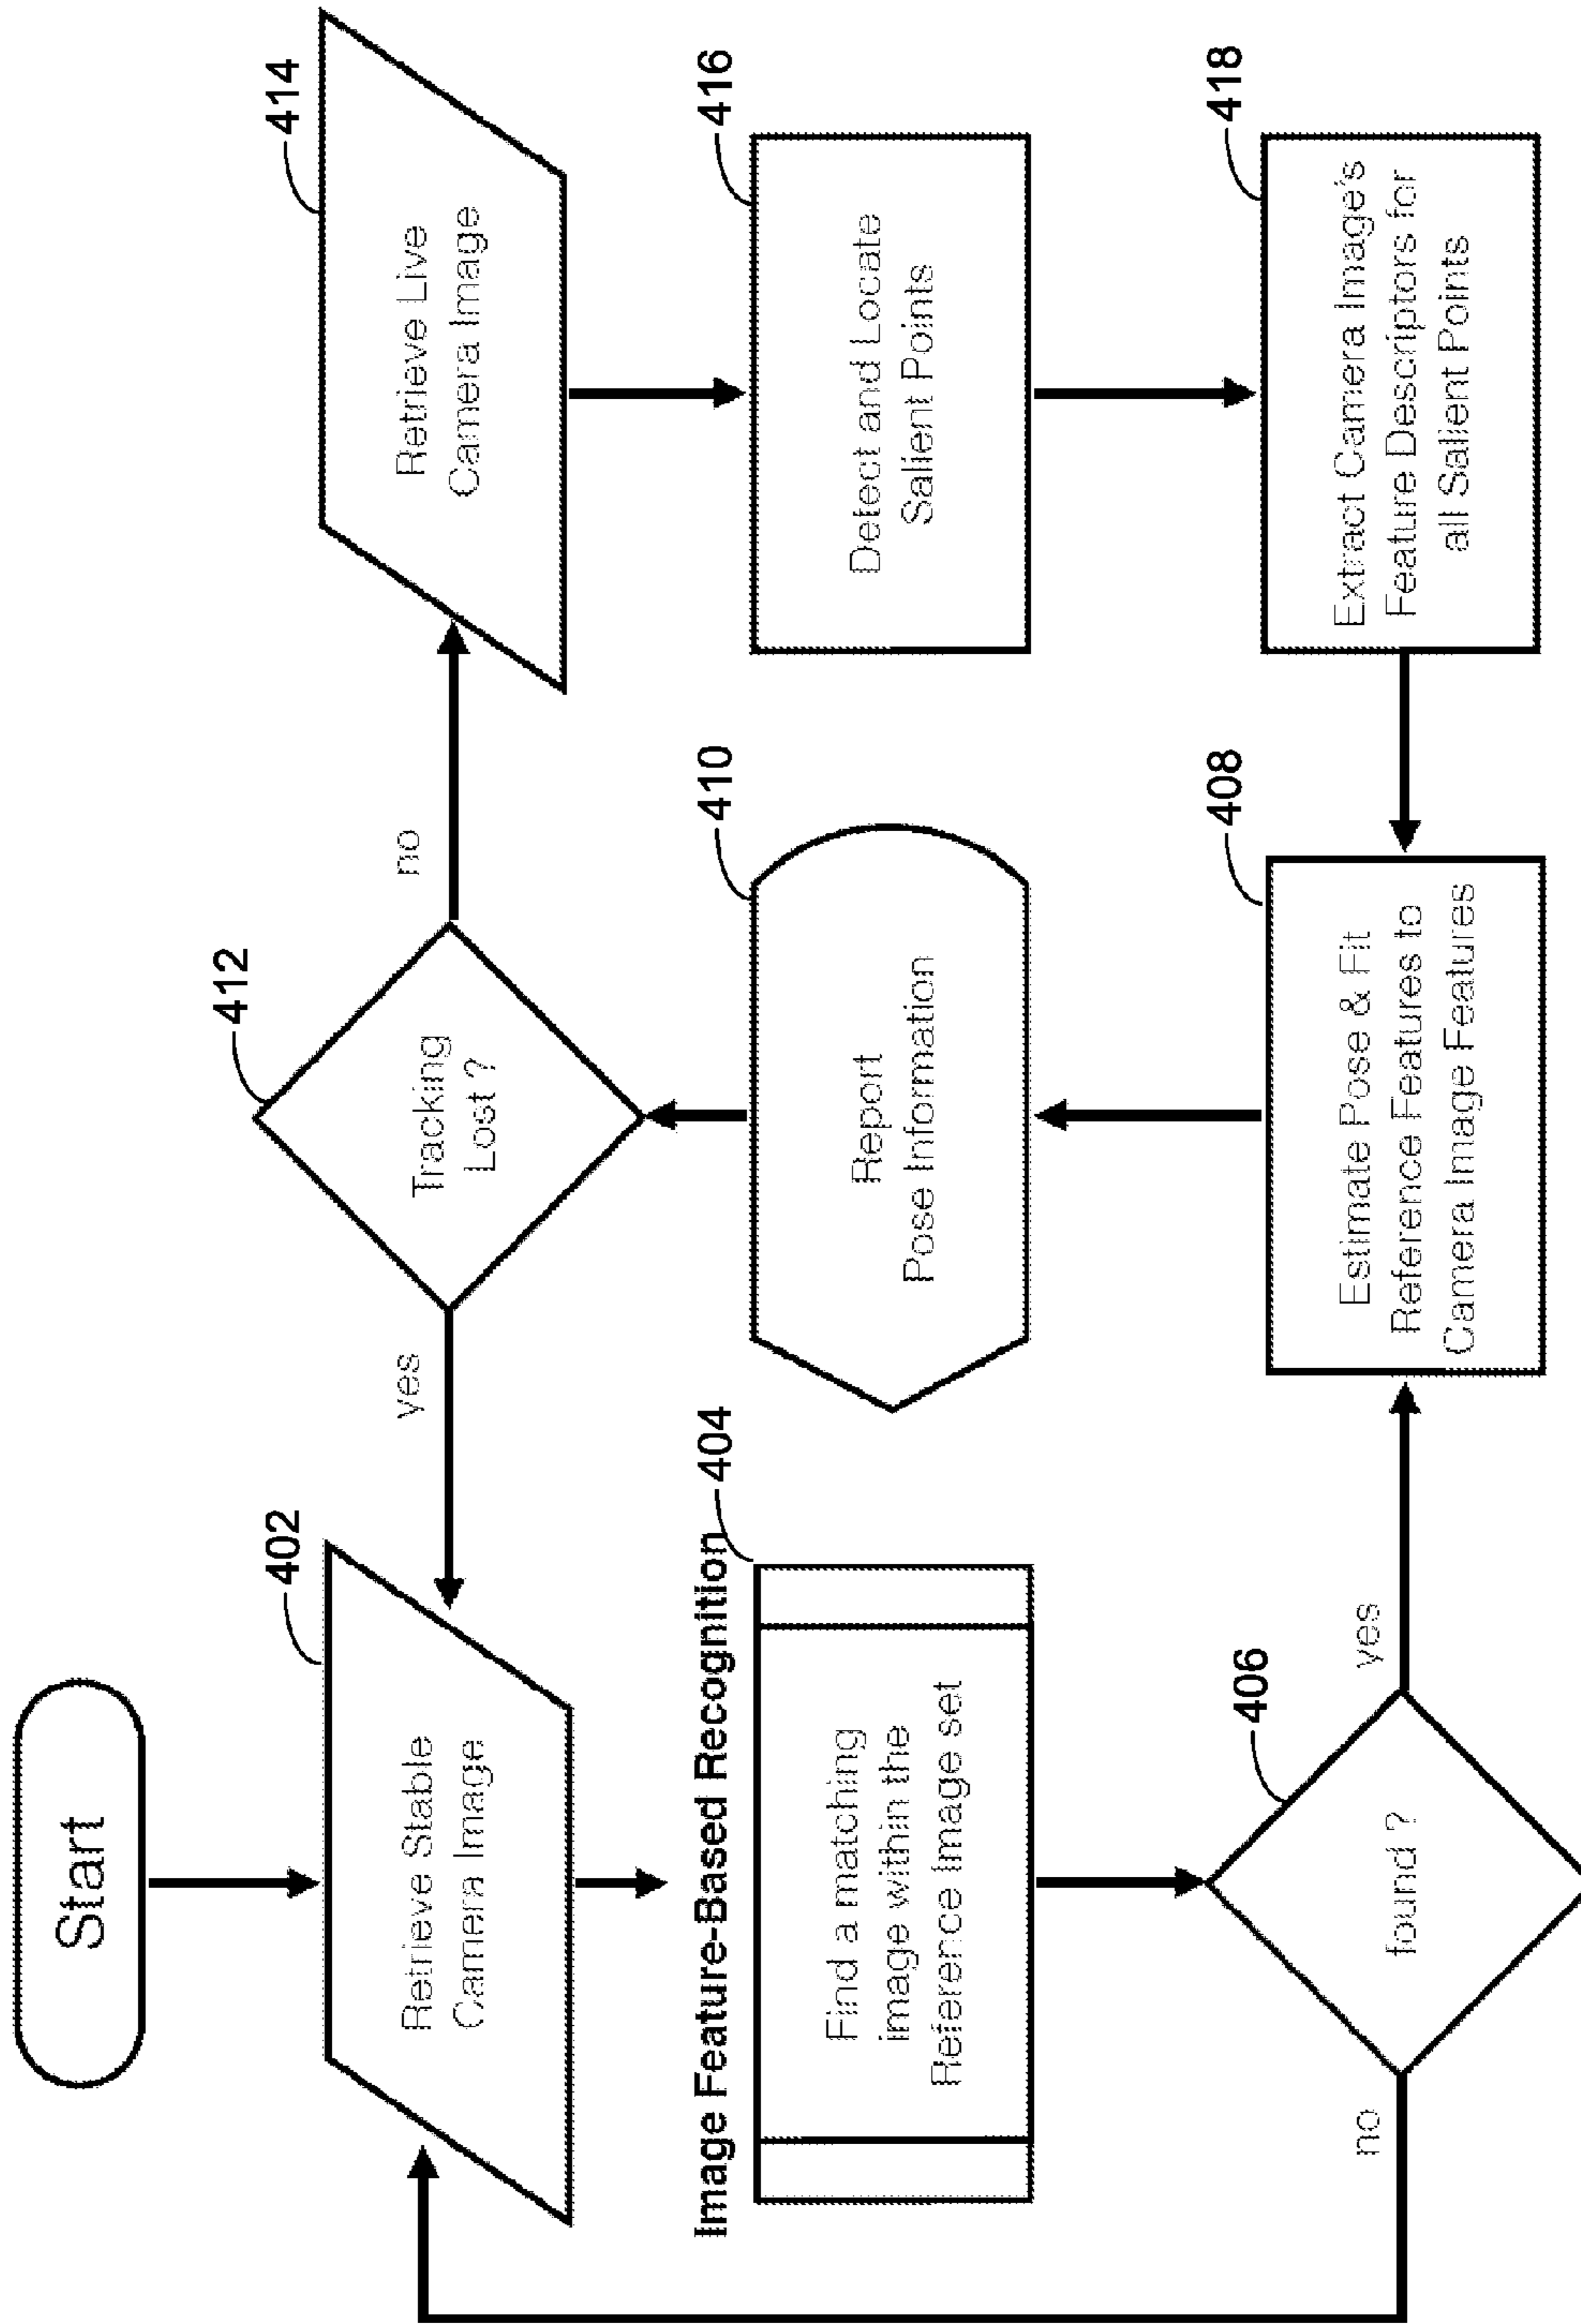 Start
402
Retrieve Stable
Camera Image
Image Feature-Based Recognition
404
Find a matching
image within the
Reference Image set
406
found ?
no
yes
408
Estimate Pose & Fit
Reference Features to
Camera Image Features
410
Report
Pose Information
412
Tracking
Lost ?
yes
no
414
Retrieve Live
Camera Image
416
Detect and Locate
Salient Points
418
Extract Camera Image's
Feature Descriptors for
all Salient Points